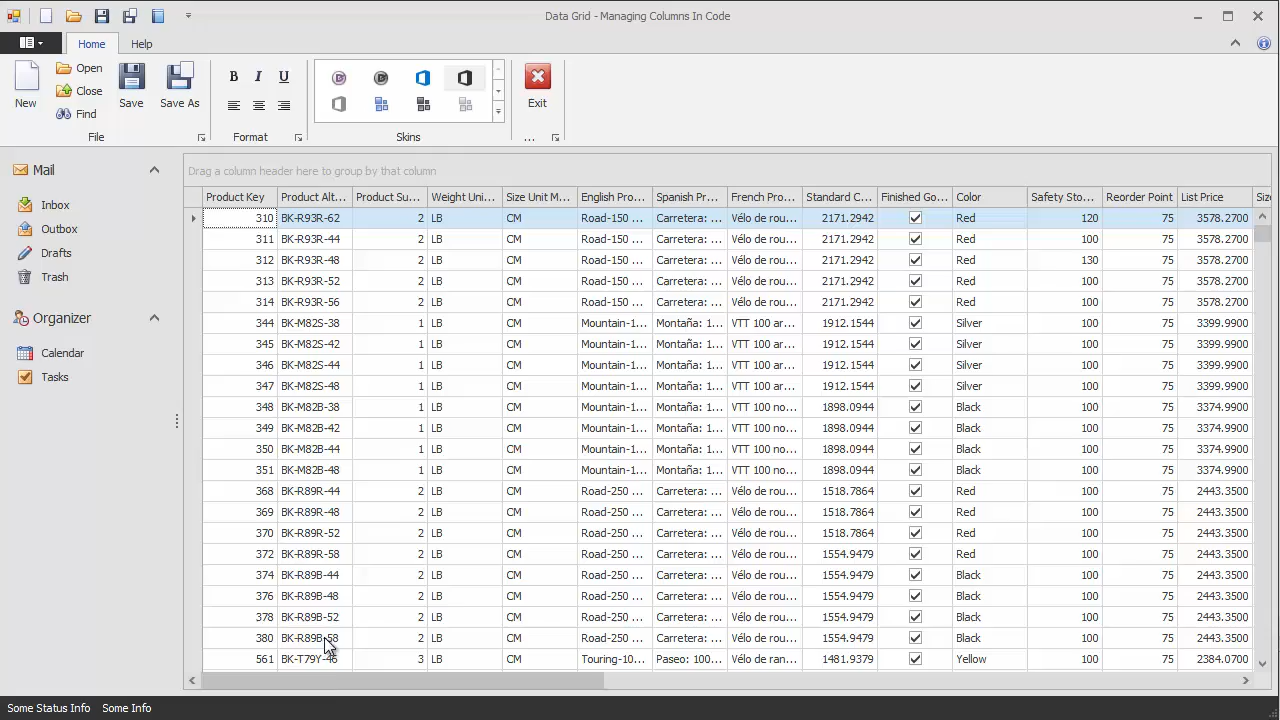 Data Grid - Managing Columns In Code
Home Help
New Open Close Find Save Save As Exit
File Format Skins ...
Mail
Inbox
Outbox
Drafts
Trash
Organizer
Calendar
Tasks
Drag a column header here to group by that column
Product Key Product Alt... Product Su... Weight Uni... Size Unit M... English Pro... Spanish Pr... French Pro... Standard C... Finished Go... Color Safety Sto... Reorder Point List Price Size
310 BK-R93R-62 2 LB CM Road-150 ... Carretera: ... Vélo de rou... 2171.2942 Red 120 75 3578.2700
311 BK-R93R-44 2 LB CM Road-150 ... Carretera: ... Vélo de rou... 2171.2942 Red 100 75 3578.2700
312 BK-R93R-48 2 LB CM Road-150 ... Carretera: ... Vélo de rou... 2171.2942 Red 130 75 3578.2700
313 BK-R93R-52 2 LB CM Road-150 ... Carretera: ... Vélo de rou... 2171.2942 Red 100 75 3578.2700
314 BK-R93R-56 2 LB CM Road-150 ... Carretera: ... Vélo de rou... 2171.2942 Red 100 75 3578.2700
344 BK-M82S-38 1 LB CM Mountain-1... Montaña: 1... VTT 100 ar... 1912.1544 Silver 100 75 3399.9900
345 BK-M82S-42 1 LB CM Mountain-1... Montaña: 1... VTT 100 ar... 1912.1544 Silver 100 75 3399.9900
346 BK-M82S-44 1 LB CM Mountain-1... Montaña: 1... VTT 100 ar... 1912.1544 Silver 100 75 3399.9900
347 BK-M82S-48 1 LB CM Mountain-1... Montaña: 1... VTT 100 ar... 1912.1544 Silver 100 75 3399.9900
348 BK-M82B-38 1 LB CM Mountain-1... Montaña: 1... VTT 100 no... 1898.0944 Black 100 75 3374.9900
349 BK-M82B-42 1 LB CM Mountain-1... Montaña: 1... VTT 100 no... 1898.0944 Black 100 75 3374.9900
350 BK-M82B-44 1 LB CM Mountain-1... Montaña: 1... VTT 100 no... 1898.0944 Black 100 75 3374.9900
351 BK-M82B-48 1 LB CM Mountain-1... Montaña: 1... VTT 100 no... 1898.0944 Black 100 75 3374.9900
368 BK-R89R-44 2 LB CM Road-250 ... Carretera: ... Vélo de rou... 1518.7864 Red 100 75 2443.3500
369 BK-R89R-48 2 LB CM Road-250 ... Carretera: ... Vélo de rou... 1518.7864 Red 100 75 2443.3500
370 BK-R89R-52 2 LB CM Road-250 ... Carretera: ... Vélo de rou... 1518.7864 Red 100 75 2443.3500
372 BK-R89R-58 2 LB CM Road-250 ... Carretera: ... Vélo de rou... 1554.9479 Red 100 75 2443.3500
374 BK-R89B-44 2 LB CM Road-250 ... Carretera: ... Vélo de rou... 1554.9479 Black 100 75 2443.3500
376 BK-R89B-48 2 LB CM Road-250 ... Carretera: ... Vélo de rou... 1554.9479 Black 100 75 2443.3500
378 BK-R89B-52 2 LB CM Road-250 ... Carretera: ... Vélo de rou... 1554.9479 Black 100 75 2443.3500
380 BK-R89B-58 2 LB CM Road-250 ... Carretera: ... Vélo de rou... 1554.9479 Black 100 75 2443.3500
561 BK-T79Y-46 3 LB CM Touring-10... Paseo: 100... Vélo de ran... 1481.9379 Yellow 100 75 2384.0700
Some Status Info Some Info